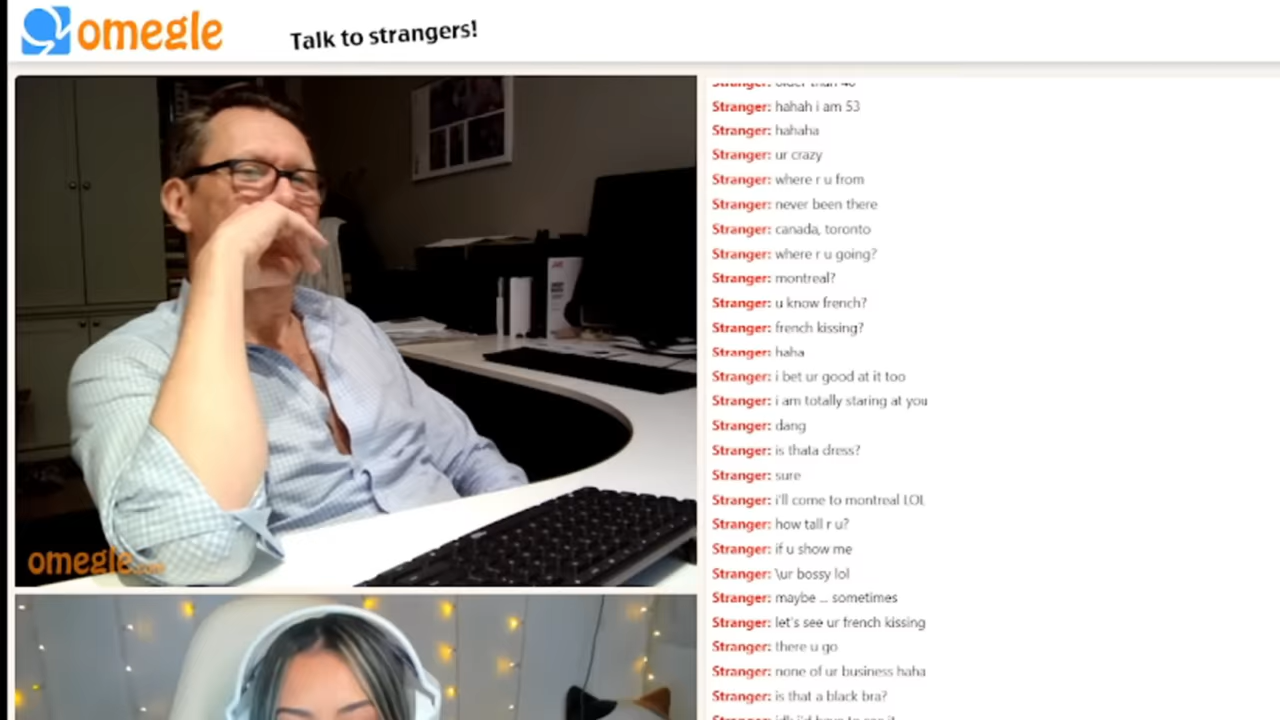 omegle
Talk to strangers!
Stranger: older than 40
Stranger: hahah i am 53
Stranger: hahaha
Stranger: ur crazy
Stranger: where r u from
Stranger: never been there
Stranger: canada, toronto
Stranger: where r u going?
Stranger: montreal?
Stranger: u know french?
Stranger: french kissing?
Stranger: haha
Stranger: i bet ur good at it too
Stranger: i am totally staring at you
Stranger: dang
Stranger: is thata dress?
Stranger: sure
Stranger: i'll come to montreal LOL
Stranger: how tall r u?
Stranger: if u show me
Stranger: \ur bossy lol
Stranger: maybe ... sometimes
Stranger: let's see ur french kissing
Stranger: there u go
Stranger: none of ur business haha
Stranger: is that a black bra?
omegle.com